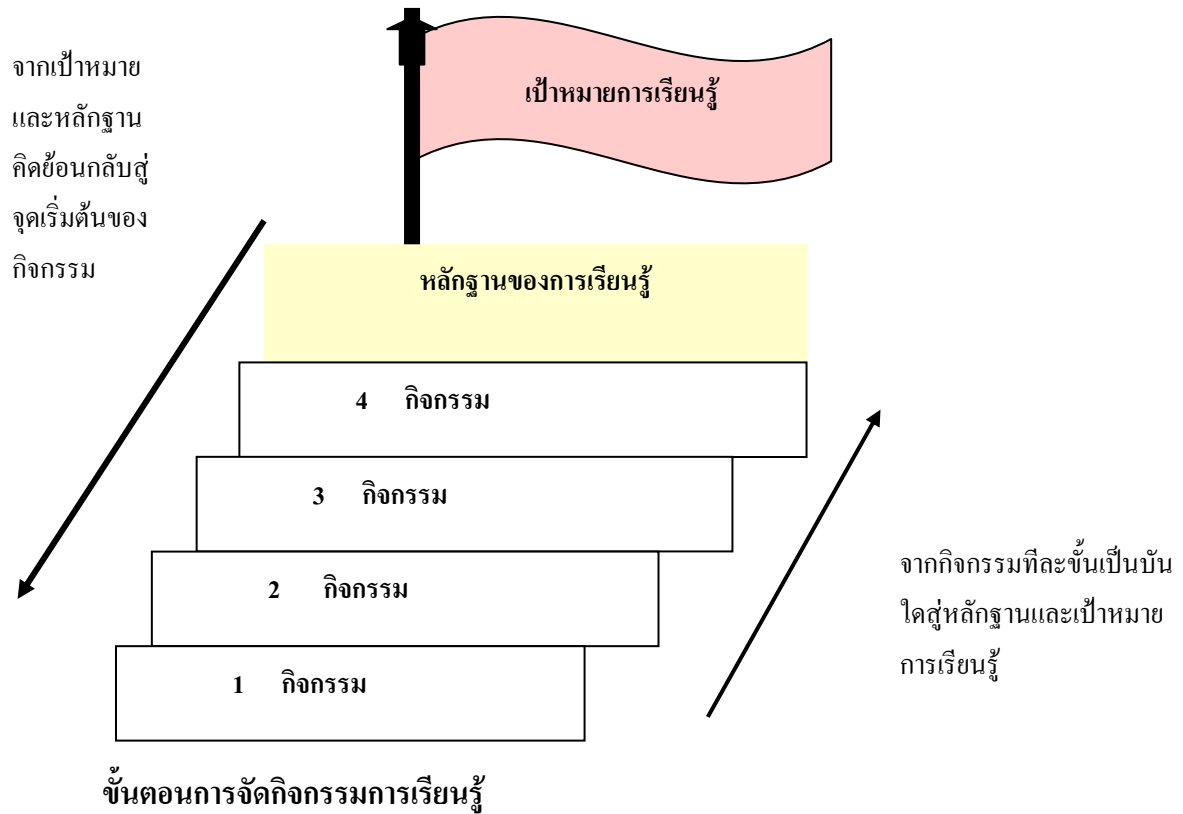 จากเป้าหมาย
และหลักฐาน
คิดย้อนกลับสู่
จุดเริ่มต้นของ
กิจกรรม
เป้าหมายการเรียนรู้
หลักฐานของการเรียนรู้
4 กิจกรรม
3 กิจกรรม
2 กิจกรรม
1 กิจกรรม
จากกิจกรรมทีละขั้นเป็นบัน
ใดสู่หลักฐานและเป้าหมาย
การเรียนรู้
ขั้นตอนการจัดกิจกรรมการเรียนรู้